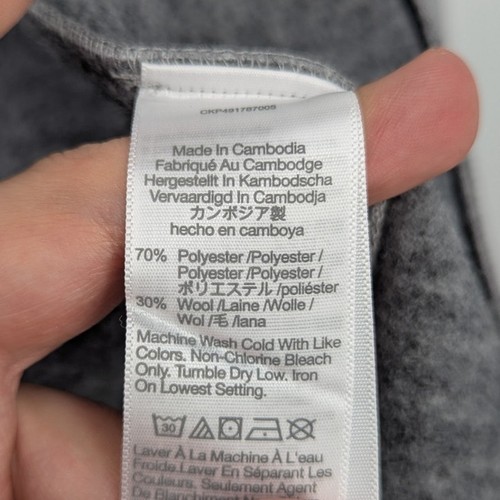 CKP491787005
Made In Cambodia
Fabriqué Au Cambodge
Hergestellt In Kambodscha
Vervaardigd In Cambodja
カンボジア製
hecho en camboya
70% Polyester /Polyester /
Polyester /Polyester /
ポリエステル /poliéster
30% Wool /Laine /Wolle /
Wol /毛 /lana
Machine Wash Cold With Like
Colors. Non-Chlorine Bleach
Only. Tumble Dry Low. Iron
On Lowest Setting.
30
Laver À La Machine À L'eau
Froide Laver En Séparant Les
Couleurs. Seulement Agent
De Blanchiment